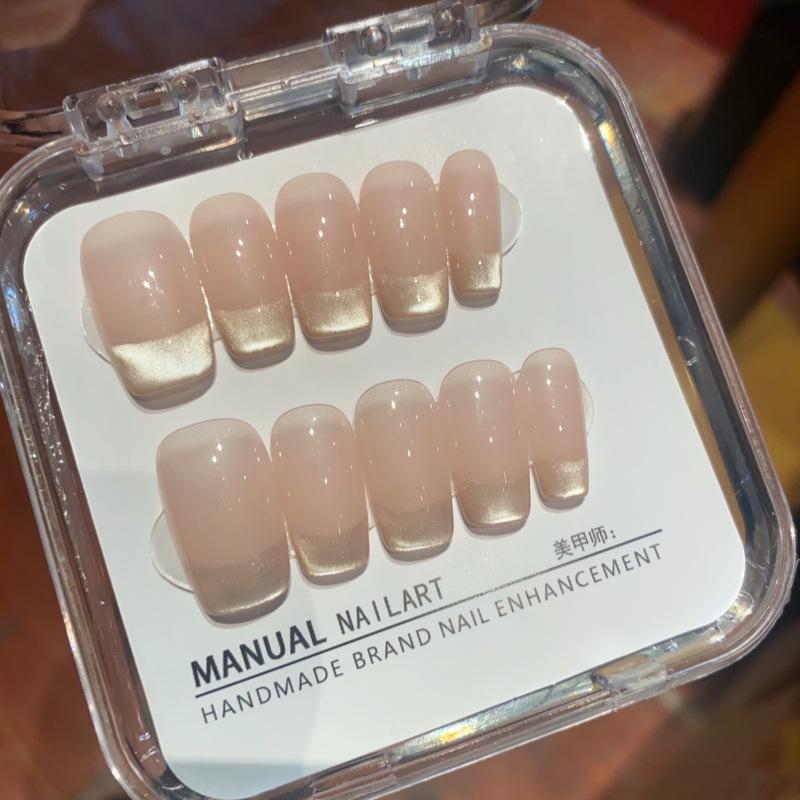 美甲师:
MANUAL NAILART
HANDMADE BRAND NAIL ENHANCEMENT